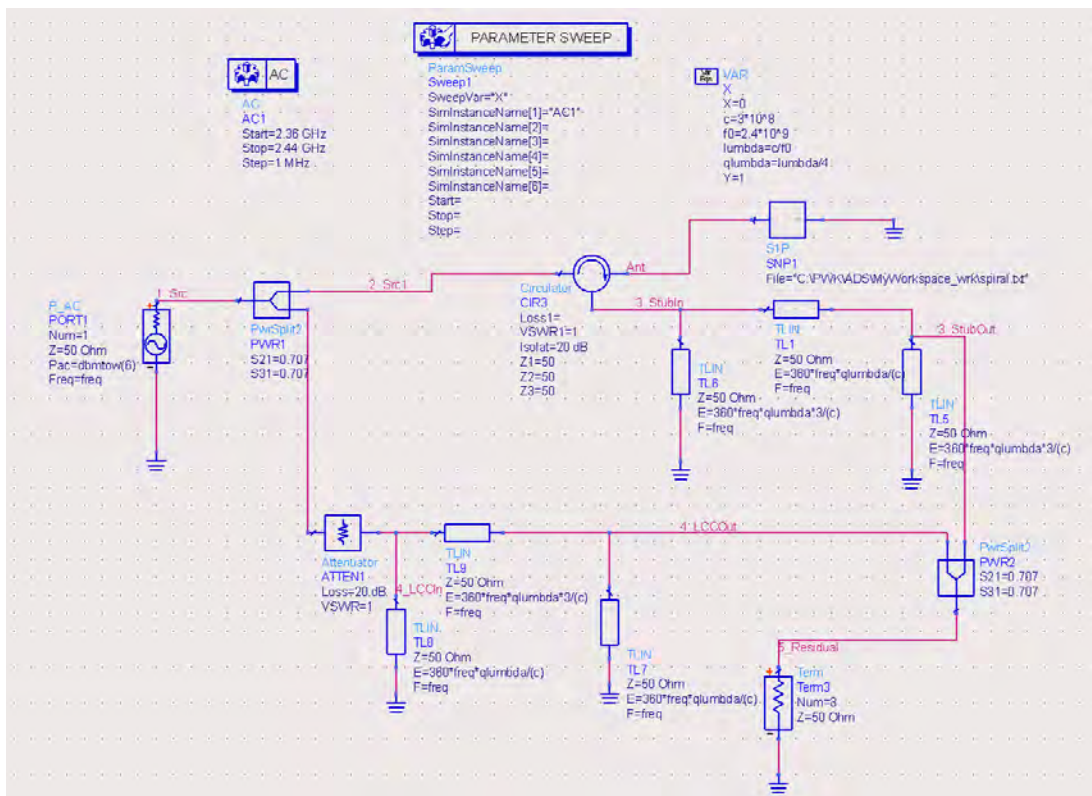 PARAMETER SWEEP
ParamSweep
Sweep1
SweepVar="X"
SimInstanceName[1]="AC1"
SimInstanceName[2]=
SimInstanceName[3]=
SimInstanceName[4]=
SimInstanceName[5]=
SimInstanceName[6]=
Start=
Stop=
Step=
AC
AC
AC1
Start=2.36 GHz
Stop=2.44 GHz
Step=1 MHz
Var
Eqn
VAR
X
X=0
c=3*10^8
f0=2.4*10^9
lumbda=c/f0
qlumbda=lumbda/4
Y=1
S1P
SNP1
File="C:\PWK\ADS\MyWorkspace_wrk\spiral.txt"
Ant
Circulator
CIR3
Loss1=
VSWR1=1
Isolat=20 dB
Z1=50
Z2=50
Z3=50
2_Src1
1_Src
P_AC
PORT1
Num=1
Z=50 Ohm
Pac=dbmtow(6)
Freq=freq
PwrSplit2
PWR1
S21=0.707
S31=0.707
3_StubIn
TLIN
TL1
Z=50 Ohm
E=360*freq*qlumbda/(c)
F=freq
3_StubOut
TLIN
TL6
Z=50 Ohm
E=360*freq*qlumbda*3/(c)
F=freq
TLIN
TL5
Z=50 Ohm
E=360*freq*qlumbda*3/(c)
F=freq
Attenuator
ATTEN1
Loss=20 dB
VSWR=1
4_LCCIn
TLIN
TL9
Z=50 Ohm
E=360*freq*qlumbda*3/(c)
F=freq
4_LCCOut
TLIN
TL8
Z=50 Ohm
E=360*freq*qlumbda/(c)
F=freq
TLIN
TL7
Z=50 Ohm
E=360*freq*qlumbda/(c)
F=freq
PwrSplit2
PWR2
S21=0.707
S31=0.707
5_Residual
Term
Term3
Num=3
Z=50 Ohm